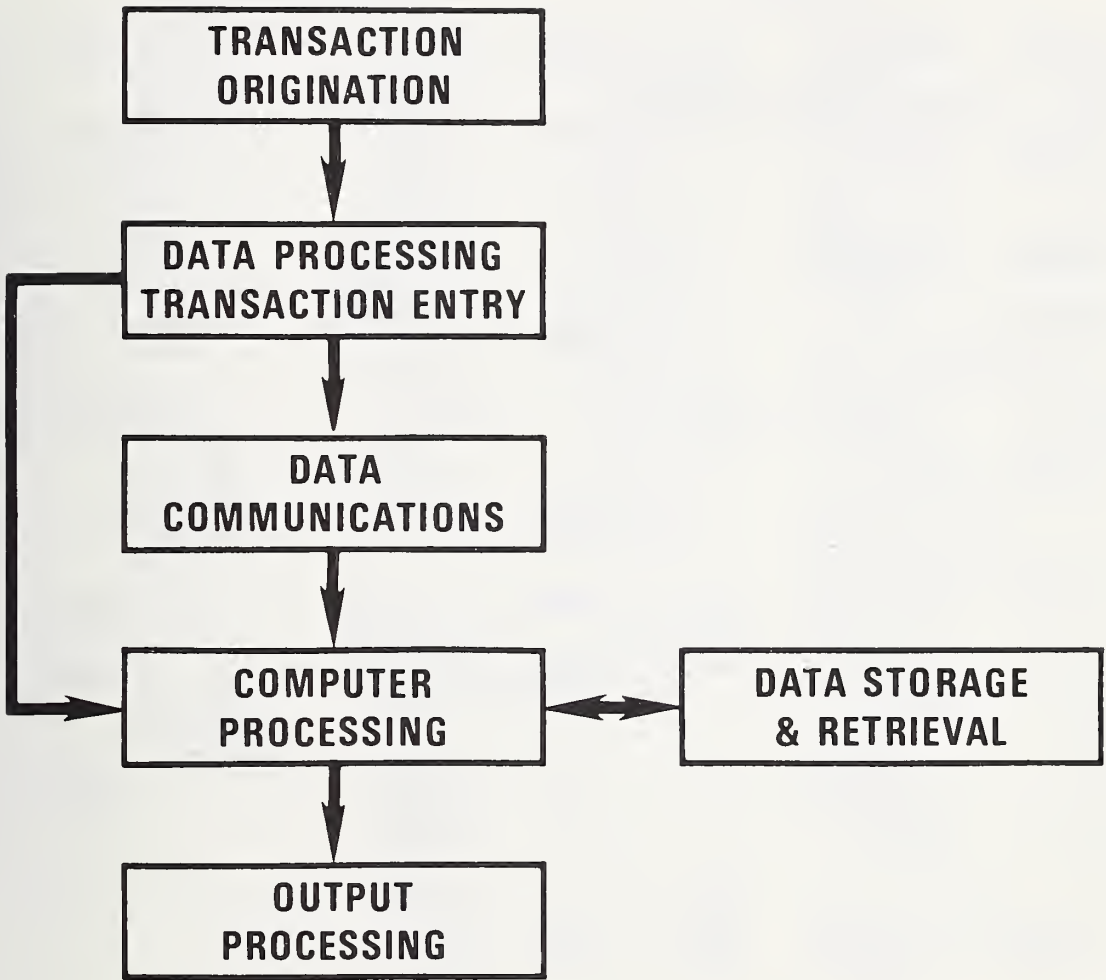 TRANSACTION
ORIGINATION
DATA PROCESSING
TRANSACTION ENTRY
DATA
COMMUNICATIONS
COMPUTER
PROCESSING
DATA STORAGE
& RETRIEVAL
OUTPUT
PROCESSING